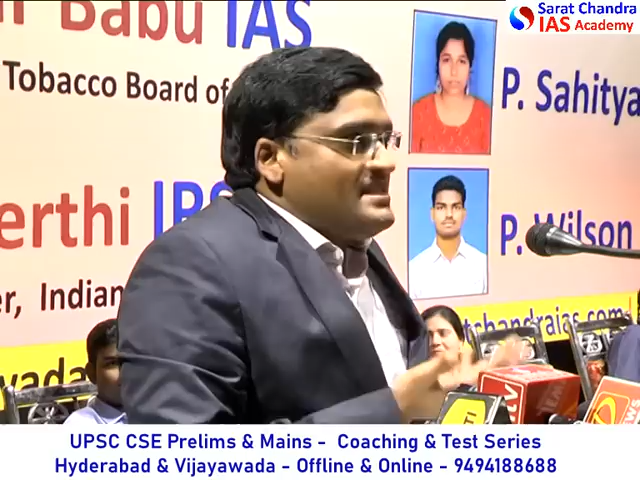 Sarat Chandra
IAS Academy
Babu IAS
Tobacco Board of
P. Sahitya
erthi
P. Wilson
er, Indian
UPSC CSE Prelims & Mains - Coaching & Test Series
Hyderabad & Vijayawada - Offline & Online - 9494188688